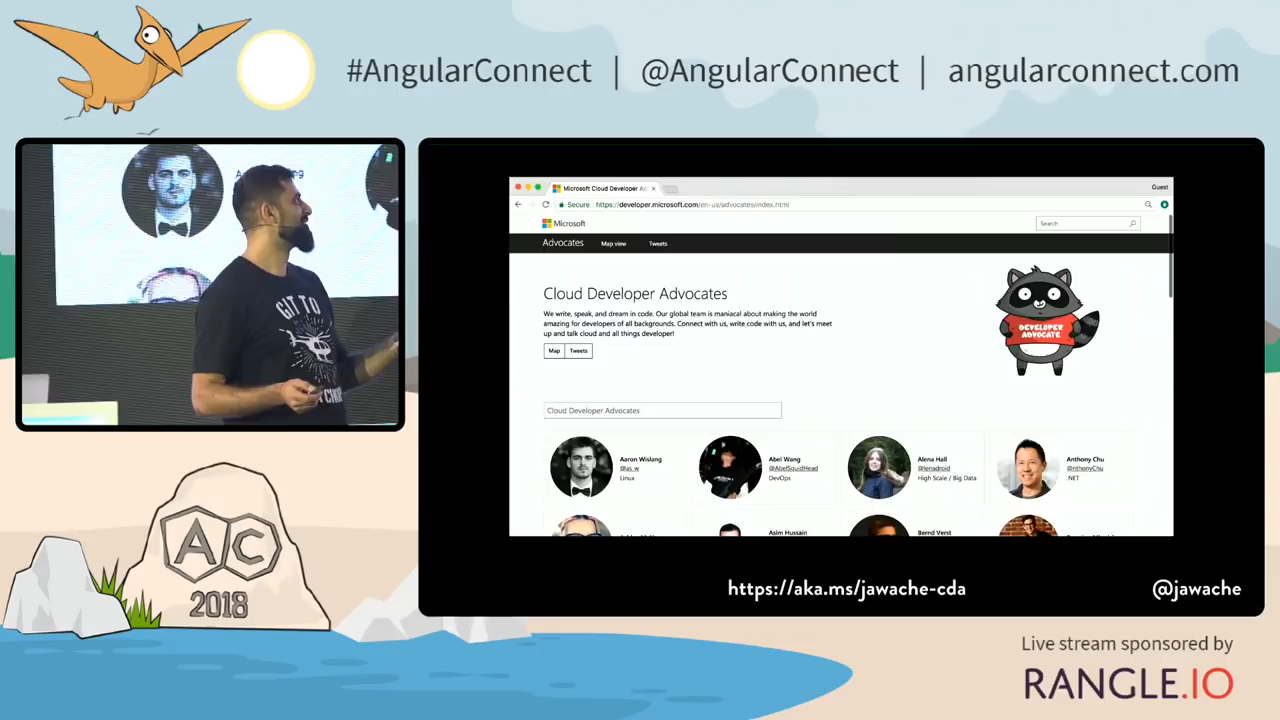 #AngularConnect | @AngularConnect | angularconnect.com
GIT TO
Microsoft Cloud Developer Ad
Guest
Secure https://developer.microsoft.com/en-us/advocates/index.html
Microsoft
Search
Advocates Map view Tweets
Cloud Developer Advocates
We write, speak, and dream in code. Our global team is maniacal about making the world
amazing for developers of all backgrounds. Connect with us, write code with us, and let's meet
up and talk cloud and all things developer!
Map Tweets
DEVELOPER
ADVOCATE
Cloud Developer Advocates
Aaron Wislang
@as_w
Linux
Abel Wang
@AbelSquidHead
DevOps
Alena Hall
@lenadroid
High Scale / Big Data
Anthony Chu
@nthonyChu
.NET
Asim Hussain
Bernd Verst
https://aka.ms/jawache-cda
@jawache
AC
2018
Live stream sponsored by
RANGLE.IO